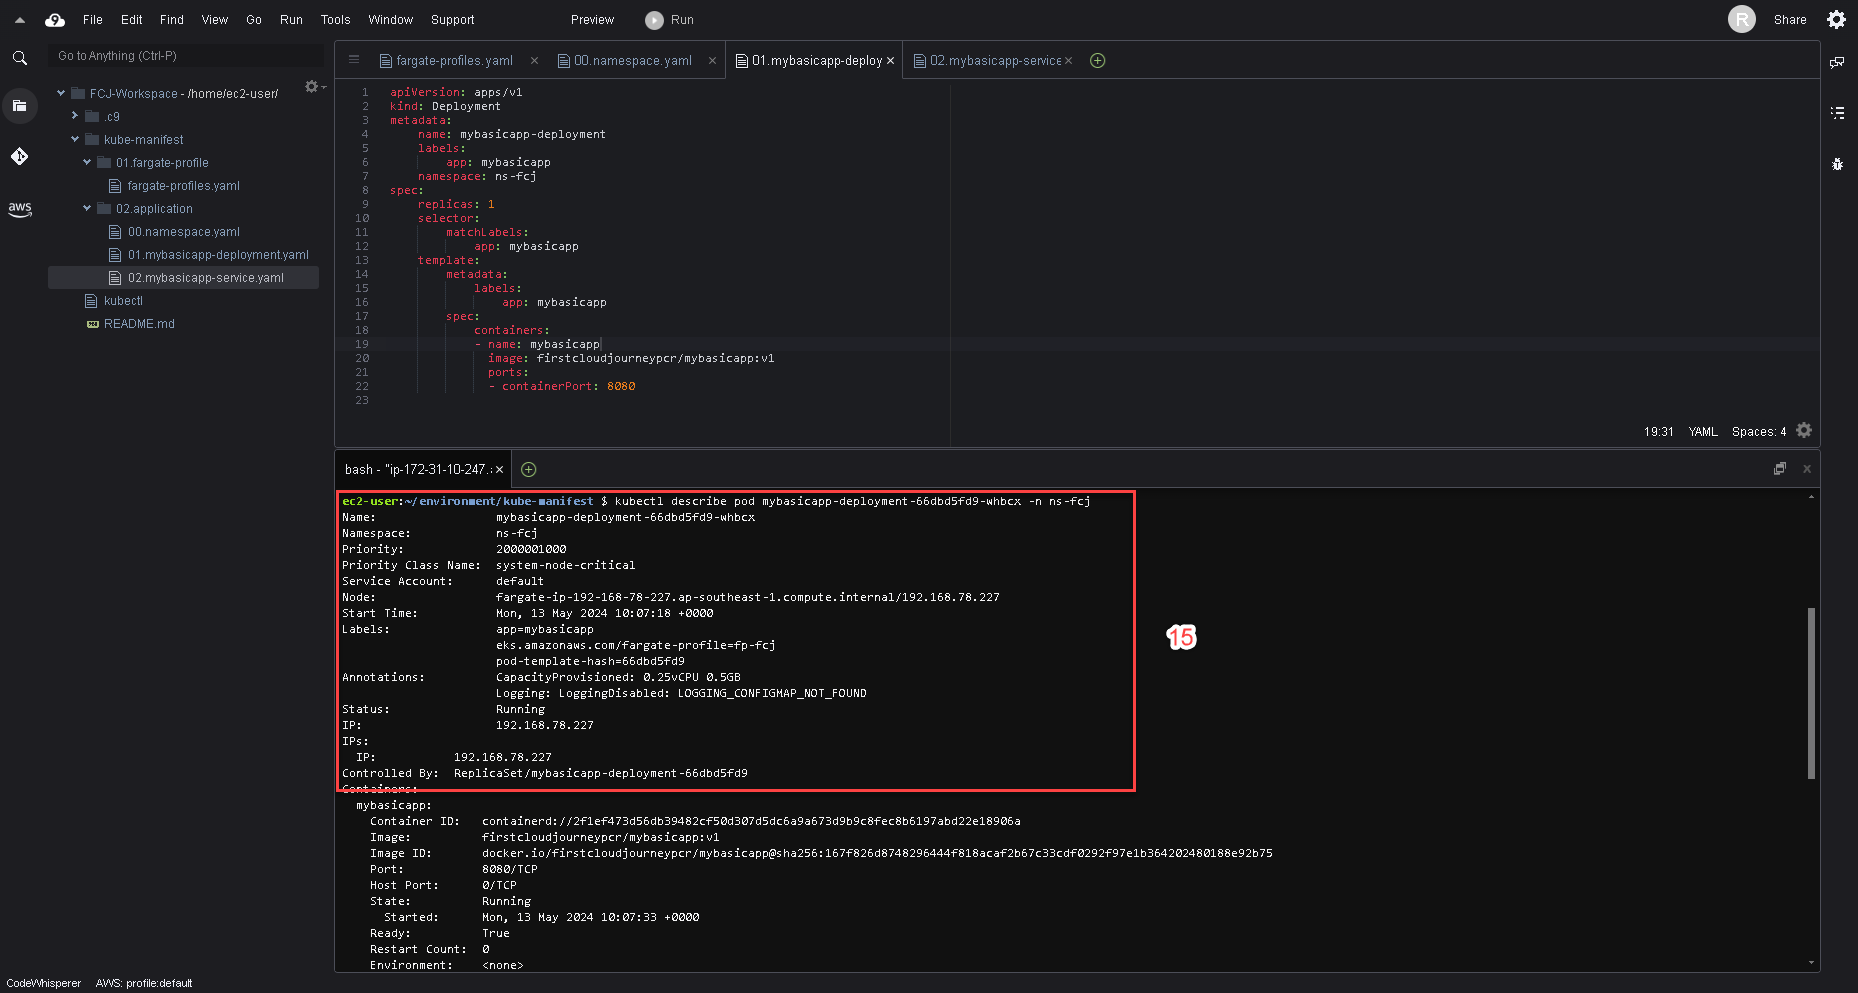 9 File Edit Find View Go Run Tools Window Support Preview Run R Share
Go to Anything (Ctrl-P)
fargate-profiles.yaml × 00.namespace.yaml × 01.mybasicapp-deploy × 02.mybasicapp-service ×
FCJ-Workspace - /home/ec2-user/
.c9
kube-manifest
01.fargate-profile
fargate-profiles.yaml
02.application
00.namespace.yaml
01.mybasicapp-deployment.yaml
02.mybasicapp-service.yaml
kubectl
README.md
aws
1 apiVersion: apps/v1
2 kind: Deployment
3 metadata:
4 name: mybasicapp-deployment
5 labels:
6 app: mybasicapp
7 namespace: ns-fcj
8 spec:
9 replicas: 1
10 selector:
11 matchLabels:
12 app: mybasicapp
13 template:
14 metadata:
15 labels:
16 app: mybasicapp
17 spec:
18 containers:
19 - name: mybasicapp
20 image: firstcloudjourneypcr/mybasicapp:v1
21 ports:
22 - containerPort: 8080
23
19:31 YAML Spaces: 4
bash - "ip-172-31-10-247.: ×
ec2-user:~/environment/kube-manifest $ kubectl describe pod mybasicapp-deployment-66dbd5fd9-whbcx -n ns-fcj
Name: mybasicapp-deployment-66dbd5fd9-whbcx
Namespace: ns-fcj
Priority: 2000001000
Priority Class Name: system-node-critical
Service Account: default
Node: fargate-ip-192-168-78-227.ap-southeast-1.compute.internal/192.168.78.227
Start Time: Mon, 13 May 2024 10:07:18 +0000
Labels: app=mybasicapp
eks.amazonaws.com/fargate-profile=fp-fcj
pod-template-hash=66dbd5fd9
Annotations: CapacityProvisioned: 0.25vCPU 0.5GB
Logging: LoggingDisabled: LOGGING_CONFIGMAP_NOT_FOUND
Status: Running
IP: 192.168.78.227
IPs:
IP: 192.168.78.227
Controlled By: ReplicaSet/mybasicapp-deployment-66dbd5fd9
Containers:
mybasicapp:
Container ID: containerd://2f1ef473d56db39482cf50d307d5dc6a9a673d9b9c8fec8b6197abd22e18906a
Image: firstcloudjourneypcr/mybasicapp:v1
Image ID: docker.io/firstcloudjourneypcr/mybasicapp@sha256:167f826d8748296444f818acaf2b67c33cdf0292f97e1b364202480188e92b75
Port: 8080/TCP
Host Port: 0/TCP
State: Running
Started: Mon, 13 May 2024 10:07:33 +0000
Ready: True
Restart Count: 0
Environment: <none>
15
CodeWhisperer AWS: profile:default